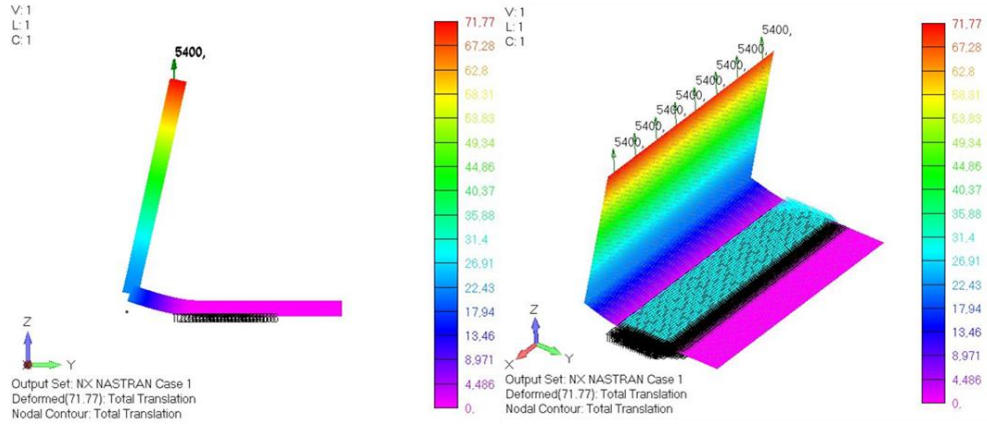 V: 1
L: 1
C: 1
5400,
Z
Y
Output Set: NX NASTRAN Case 1
Deformed(71.77): Total Translation
Nodal Contour: Total Translation
71.77
67.28
62.8
58.31
53.83
49.34
44.86
40.37
35.88
31.4
26.91
22.43
17.94
13.46
8.971
4.486
0.
V: 1
L: 1
C: 1
5400,
5400,
5400,
5400,
5400,
5400,
5400,
5400,
Z
X
Y
Output Set: NX NASTRAN Case 1
Deformed(71.77): Total Translation
Nodal Contour: Total Translation
71.77
67.28
62.8
58.31
53.83
49.34
44.86
40.37
35.88
31.4
26.91
22.43
17.94
13.46
8.971
4.486
0.